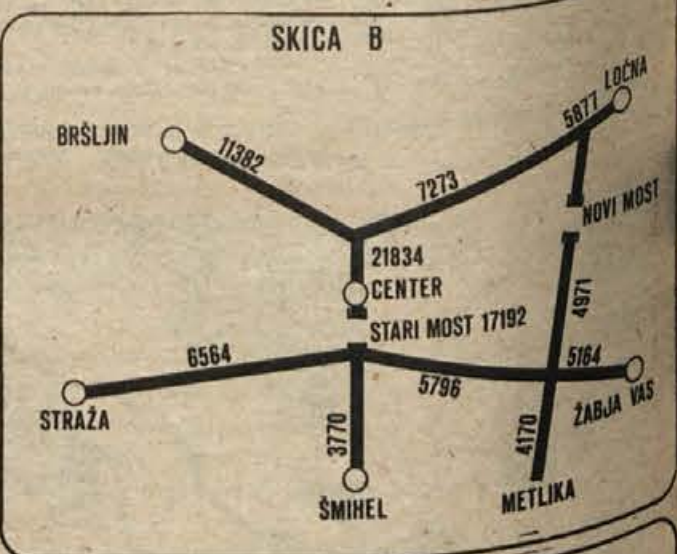 SKICA B
LOČNA
5877
BRŠLJIN
11382
7273
NOVI MOST
21834
CENTER
4971
STARI MOST 17192
6564
5164
5796
STRAŽA
ŽABJA VAS
3770
4170
ŠMIHEL
METLIKA